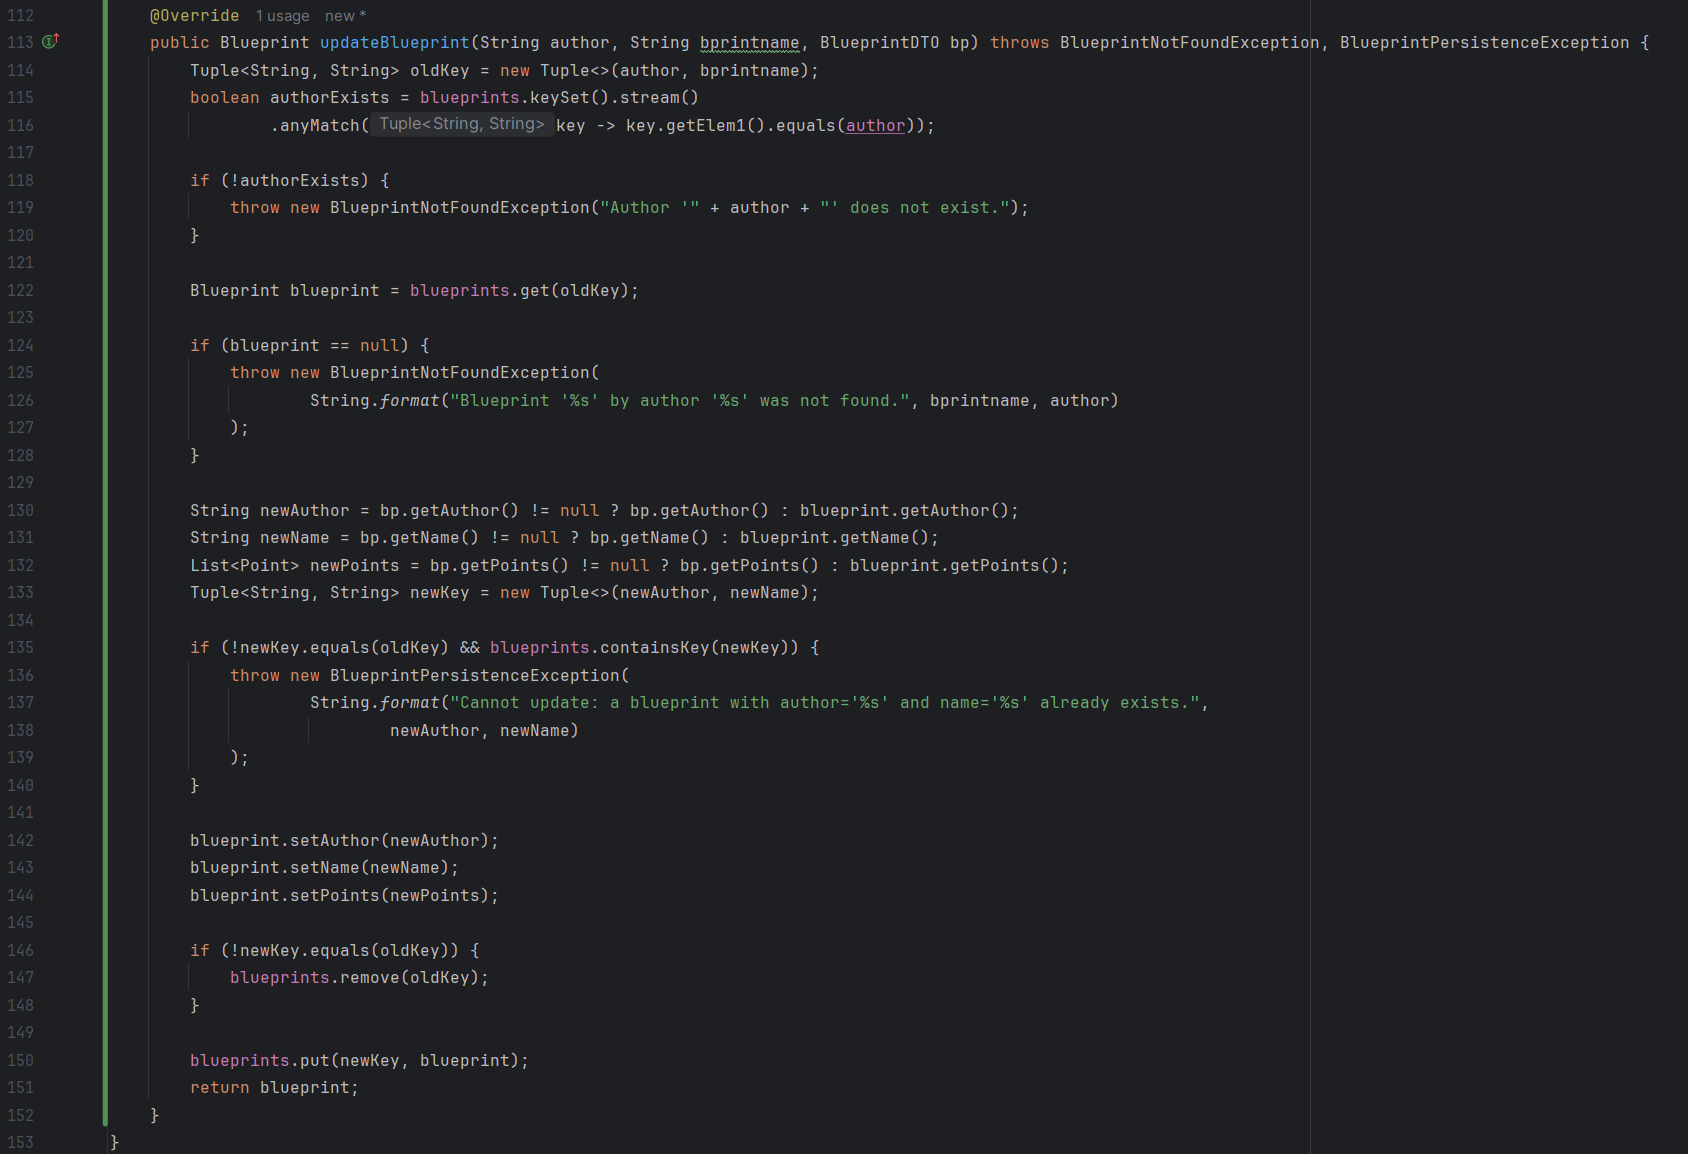 112 @Override 1 usage new *
113 public Blueprint updateBlueprint(String author, String bprintname, BlueprintDTO bp) throws BlueprintNotFoundException, BlueprintPersistenceException {
114 Tuple<String, String> oldKey = new Tuple<>(author, bprintname);
115 boolean authorExists = blueprints.keySet().stream()
116 .anyMatch( Tuple<String, String> key -> key.getElem1().equals(author));
117
118 if (!authorExists) {
119 throw new BlueprintNotFoundException("Author '" + author + "' does not exist.");
120 }
121
122 Blueprint blueprint = blueprints.get(oldKey);
123
124 if (blueprint == null) {
125 throw new BlueprintNotFoundException(
126 String.format("Blueprint '%s' by author '%s' was not found.", bprintname, author)
127 );
128 }
129
130 String newAuthor = bp.getAuthor() != null ? bp.getAuthor() : blueprint.getAuthor();
131 String newName = bp.getName() != null ? bp.getName() : blueprint.getName();
132 List<Point> newPoints = bp.getPoints() != null ? bp.getPoints() : blueprint.getPoints();
133 Tuple<String, String> newKey = new Tuple<>(newAuthor, newName);
134
135 if (!newKey.equals(oldKey) && blueprints.containsKey(newKey)) {
136 throw new BlueprintPersistenceException(
137 String.format("Cannot update: a blueprint with author='%s' and name='%s' already exists.",
138 newAuthor, newName)
139 );
140 }
141
142 blueprint.setAuthor(newAuthor);
143 blueprint.setName(newName);
144 blueprint.setPoints(newPoints);
145
146 if (!newKey.equals(oldKey)) {
147 blueprints.remove(oldKey);
148 }
149
150 blueprints.put(newKey, blueprint);
151 return blueprint;
152 }
153 }